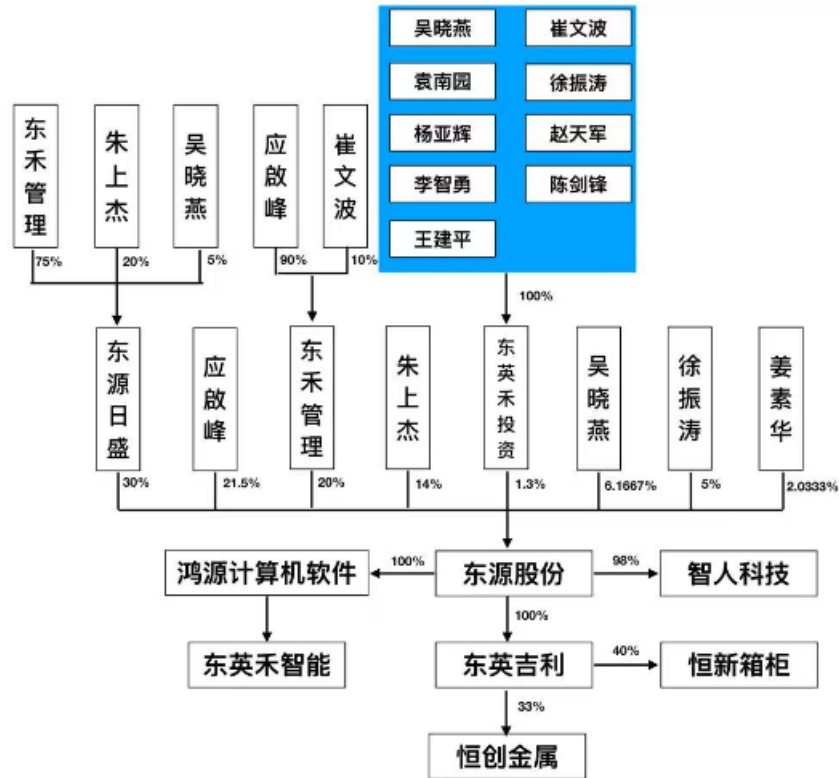 吴晓燕
崔文波
袁南园
徐振涛
杨亚辉
赵天军
李智勇
陈剑锋
王建平
东禾管理
朱上杰
吴晓燕
应啟峰
崔文波
75%
20%
5%
90%
10%
100%
东源日盛
应啟峰
东禾管理
朱上杰
东英禾投资
吴晓燕
徐振涛
姜素华
30%
21.5%
20%
14%
1.3%
6.1667%
5%
2.0333%
鸿源计算机软件
100%
东源股份
98%
智人科技
100%
东英禾智能
东英吉利
40%
恒新箱柜
33%
恒创金属